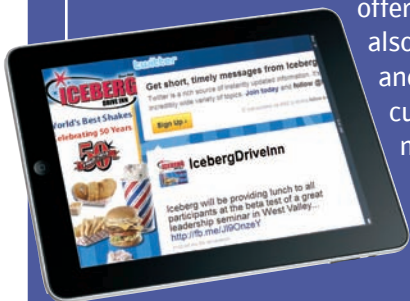 offer
also
and
cu
ICEBERG
DRIVE INN
World's Best Shakes
Celebrating 50 Years
50
twitter
Get short, timely messages from Iceberg
Twitter is a rich source of instantly updated information. It's
incredibly wide variety of topics. Join today and follow @
Sign Up ›
IcebergDriveInn
Iceberg will be providing lunch to all
participants at the beta test of a great
leadership seminar in West Valley...
http://fb.me/JI9OnzeY